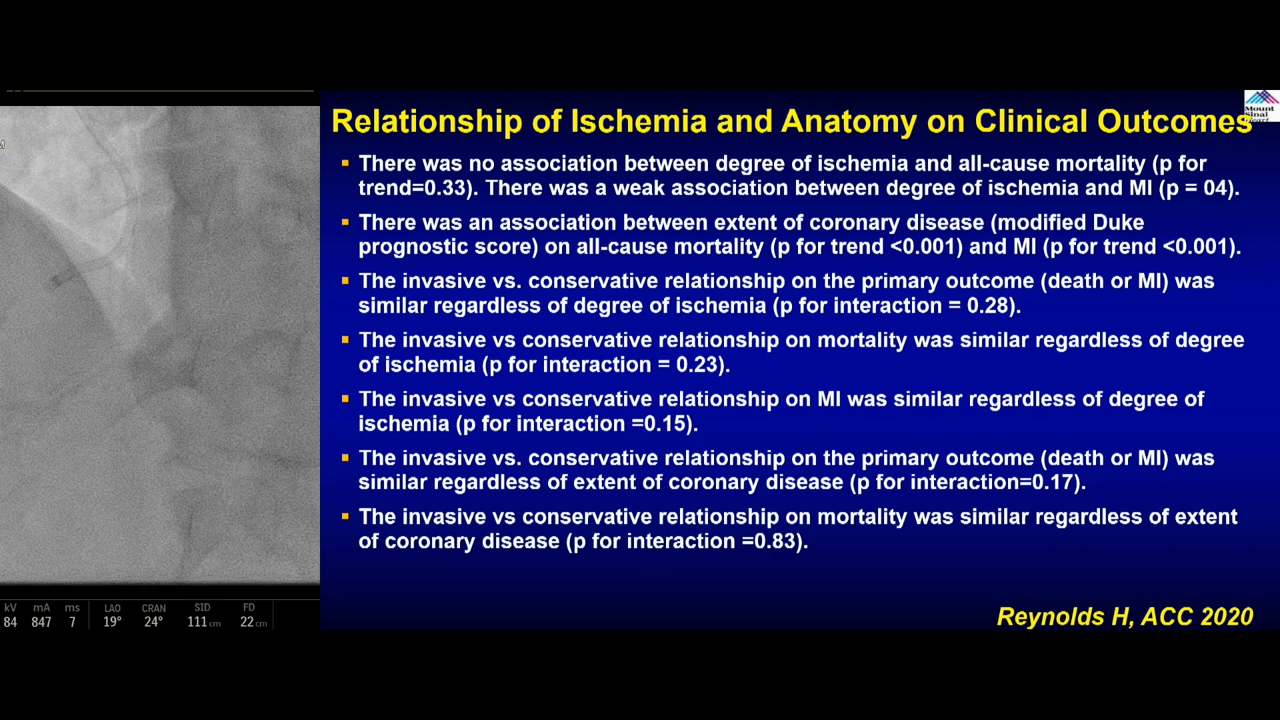 Relationship of Ischemia and Anatomy on Clinical Outcomes
Mount
Sinai
Heart
▪ There was no association between degree of ischemia and all-cause mortality (p for
trend=0.33). There was a weak association between degree of ischemia and MI (p = 04).
▪ There was an association between extent of coronary disease (modified Duke
prognostic score) on all-cause mortality (p for trend <0.001) and MI (p for trend <0.001).
▪ The invasive vs. conservative relationship on the primary outcome (death or MI) was
similar regardless of degree of ischemia (p for interaction = 0.28).
▪ The invasive vs conservative relationship on mortality was similar regardless of degree
of ischemia (p for interaction = 0.23).
▪ The invasive vs conservative relationship on MI was similar regardless of degree of
ischemia (p for interaction =0.15).
▪ The invasive vs. conservative relationship on the primary outcome (death or MI) was
similar regardless of extent of coronary disease (p for interaction=0.17).
▪ The invasive vs conservative relationship on mortality was similar regardless of extent
of coronary disease (p for interaction =0.83).
Reynolds H, ACC 2020
kV mA ms LAO CRAN SID FD
84 847 7 19° 24° 111 cm 22 cm